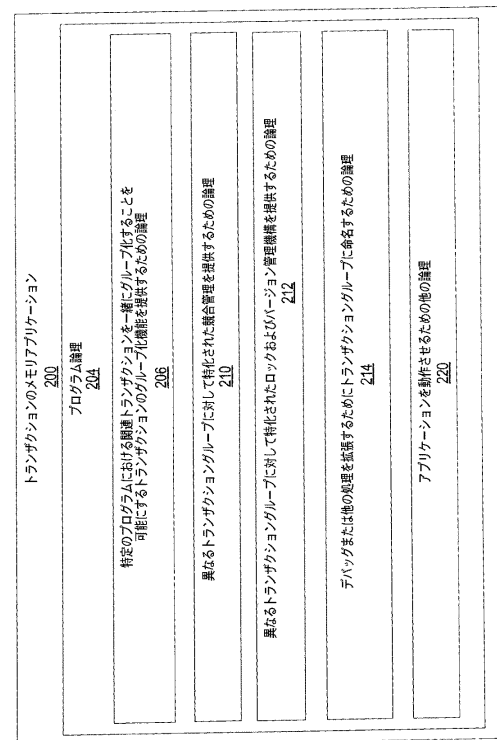 トランザクションのメモリアプリケーション
200
プログラム論理
204
特定のプログラムにおける関連トランザクションを一緒にグループ化することを
可能にするトランザクションのグループ化機能を提供するための論理
206
異なるトランザクショングループに対して特化された競合管理を提供するための論理
210
異なるトランザクショングループに対して特化されたロックおよびバージョン管理機構を提供するための論理
212
デバッグまたは他の処理を拡張するためにトランザクショングループに命名するための論理
214
アプリケーションを動作させるための他の論理
220